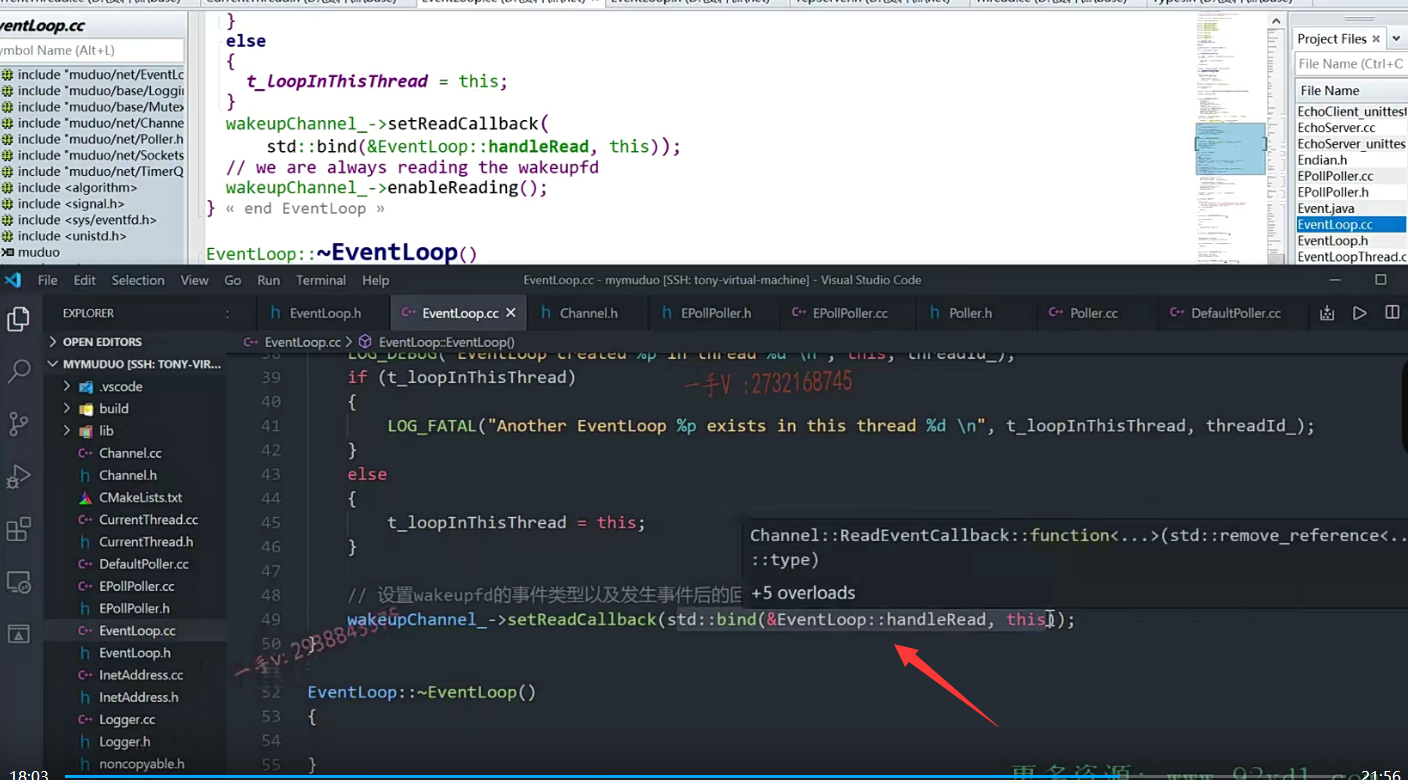 ventLoop.cc
ymbol Name (Alt+L)
include "muduo/net/EventLc
include "muduo/base/Loggii
include "muduo/base/Mutex
include "muduo/net/Channe
include "muduo/net/Poller.h
include "muduo/net/Sockets
include "muduo/net/TimerQ
include <algorithm>
include <signal.h>
include <sys/eventfd.h>
include <unistd.h>
muduo
}
else
{
t_loopInThisThread = this;
}
wakeupChannel_->setReadCallback(
std::bind(&EventLoop::handleRead, this));
// we are always reading the wakeupfd
wakeupChannel_->enableReading();
} « end EventLoop »
EventLoop::~EventLoop()
Project Files
File Name (Ctrl+C
File Name
EchoClient_unittest
EchoServer.cc
EchoServer_unittes
Endian.h
EPollPoller.cc
EPollPoller.h
Event.java
EventLoop.cc
EventLoop.h
EventLoopThread.c
File Edit Selection View Go Run Terminal Help
EventLoop.cc - mymuduo [SSH: tony-virtual-machine] - Visual Studio Code
EXPLORER
EventLoop.h
EventLoop.cc
Channel.h
EPollPoller.h
EPollPoller.cc
Poller.h
Poller.cc
DefaultPoller.cc
OPEN EDITORS
MYMUDUO [SSH: TONY-VIR...
.vscode
build
lib
Channel.cc
Channel.h
CMakeLists.txt
CurrentThread.cc
CurrentThread.h
DefaultPoller.cc
EPollPoller.cc
EPollPoller.h
EventLoop.cc
EventLoop.h
InetAddress.cc
InetAddress.h
Logger.cc
Logger.h
noncopyable.h
EventLoop.cc > EventLoop::EventLoop()
38 LOG_DEBUG("EventLoop created %p in thread %d \n", this, threadId_);
39 if (t_loopInThisThread)
一手V :2732168745
40 {
41 LOG_FATAL("Another EventLoop %p exists in this thread %d \n", t_loopInThisThread, threadId_);
42 }
43 else
44 {
45 t_loopInThisThread = this;
46 }
47
Channel::ReadEventCallback::function<...>(std::remove_reference<..
::type)
+5 overloads
48 // 设置wakeupfd的事件类型以及发生事件后的回
49 wakeupChannel_->setReadCallback(std::bind(&EventLoop::handleRead, this));
50 }
一手v:
52 EventLoop::~EventLoop()
53 {
54
55 }
18:03
更多资源:
21:56